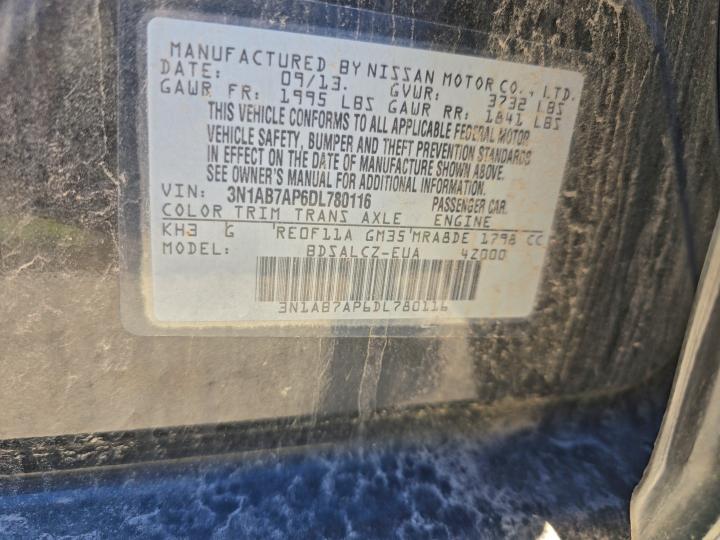 MANUFACTURED BY NISSAN MOTOR CO., LTD.
DATE: 09/13. GVWR: 3732 LBS
GAWR FR: 1995 LBS GAWR RR: 1841 LBS
THIS VEHICLE CONFORMS TO ALL APPLICABLE FEDERAL MOTOR
VEHICLE SAFETY, BUMPER AND THEFT PREVENTION STANDARDS
IN EFFECT ON THE DATE OF MANUFACTURE SHOWN ABOVE.
SEE OWNER'S MANUAL FOR ADDITIONAL INFORMATION.
VIN: 3N1AB7AP6DL780116 PASSENGER CAR
COLOR TRIM TRANS AXLE ENGINE
KH3 G 'RE0F11A GM35'MRA8DE 1798 CC
MODEL: BDSALCZ-EUA 4Z000
3N1AB7AP6DL780116